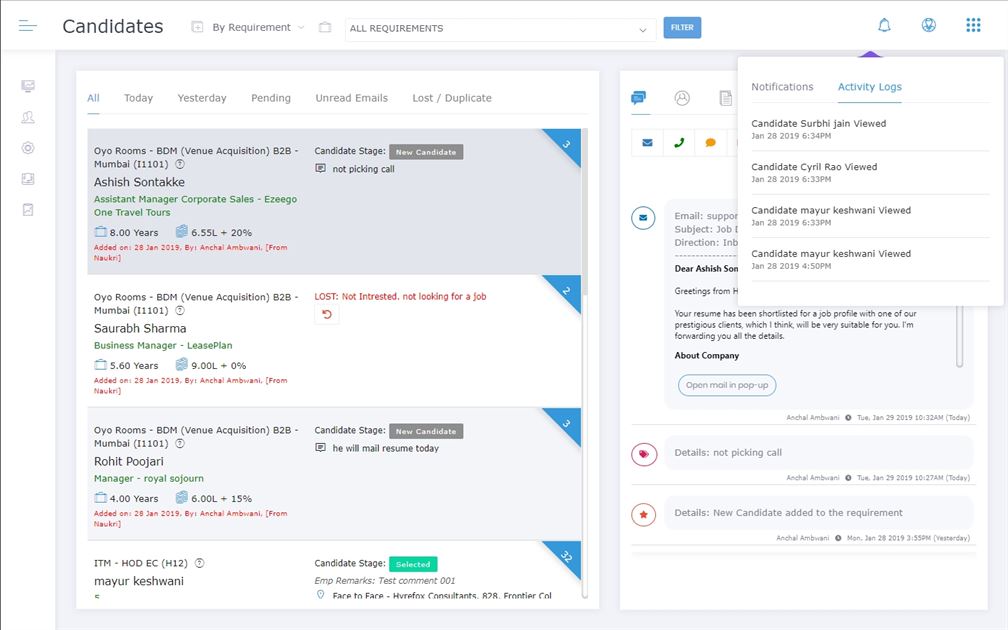 Candidates
By Requirement
ALL REQUIREMENTS
FILTER
All
Today
Yesterday
Pending
Unread Emails
Lost / Duplicate
Oyo Rooms - BDM (Venue Acquisition) B2B -
Mumbai (I1101)
Ashish Sontakke
Assistant Manager Corporate Sales - Ezeego
One Travel Tours
8.00 Years
6.55L + 20%
Added on: 28 Jan 2019, By: Anchal Ambwani, [From
Naukri]
Candidate Stage: New Candidate
not picking call
3
Oyo Rooms - BDM (Venue Acquisition) B2B -
Mumbai (I1101)
Saurabh Sharma
Business Manager - LeasePlan
5.60 Years
9.00L + 0%
Added on: 28 Jan 2019, By: Anchal Ambwani, [From
Naukri]
LOST: Not Intrested. not looking for a job
2
Oyo Rooms - BDM (Venue Acquisition) B2B -
Mumbai (I1101)
Rohit Poojari
Manager - royal sojourn
4.00 Years
6.00L + 15%
Added on: 28 Jan 2019, By: Anchal Ambwani, [From
Naukri]
Candidate Stage: New Candidate
he will mail resume today
3
ITM - HOD EC (H12)
mayur keshwani
Candidate Stage: Selected
Emp Remarks: Test comment 001
Face to Face - Hyrefox Consultants, 828, Frontier Col
32
Notifications
Activity Logs
Candidate Surbhi jain Viewed
Jan 28 2019 6:34PM
Candidate Cyril Rao Viewed
Jan 28 2019 6:33PM
Candidate mayur keshwani Viewed
Jan 28 2019 6:33PM
Candidate mayur keshwani Viewed
Jan 28 2019 4:50PM
Email: suppor
Subject: Job D
Direction: Inb
Dear Ashish Son
Greetings from H
Your resume has been shortlisted for a job profile with one of our
prestigious clients, which I think, will be very suitable for you. I'm
forwarding you all the details.
About Company
Open mail in pop-up
Anchal Ambwani Tue, Jan 29 2019 10:32AM (Today)
Details: not picking call
Anchal Ambwani Tue, Jan 29 2019 10:27AM (Today)
Details: New Candidate added to the requirement
Anchal Ambwani Mon, Jan 28 2019 3:55PM (Yesterday)